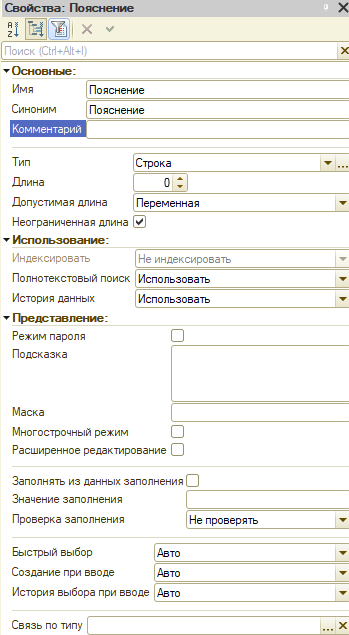 Свойства: Пояснение
Поиск (Ctrl+Alt+I)
Основные:
Имя Пояснение
Синоним Пояснение
Комментарий
Тип Строка
Длина 0
Допустимая длина Переменная
Неограниченная длина
Использование:
Индексировать Не индексировать
Полнотекстовый поиск Использовать
История данных Использовать
Представление:
Режим пароля
Подсказка
Маска
Многострочный режим
Расширенное редактирование
Заполнять из данных заполнения
Значение заполнения
Проверка заполнения Не проверять
Быстрый выбор Авто
Создание при вводе Авто
История выбора при вводе Авто
Связь по типу